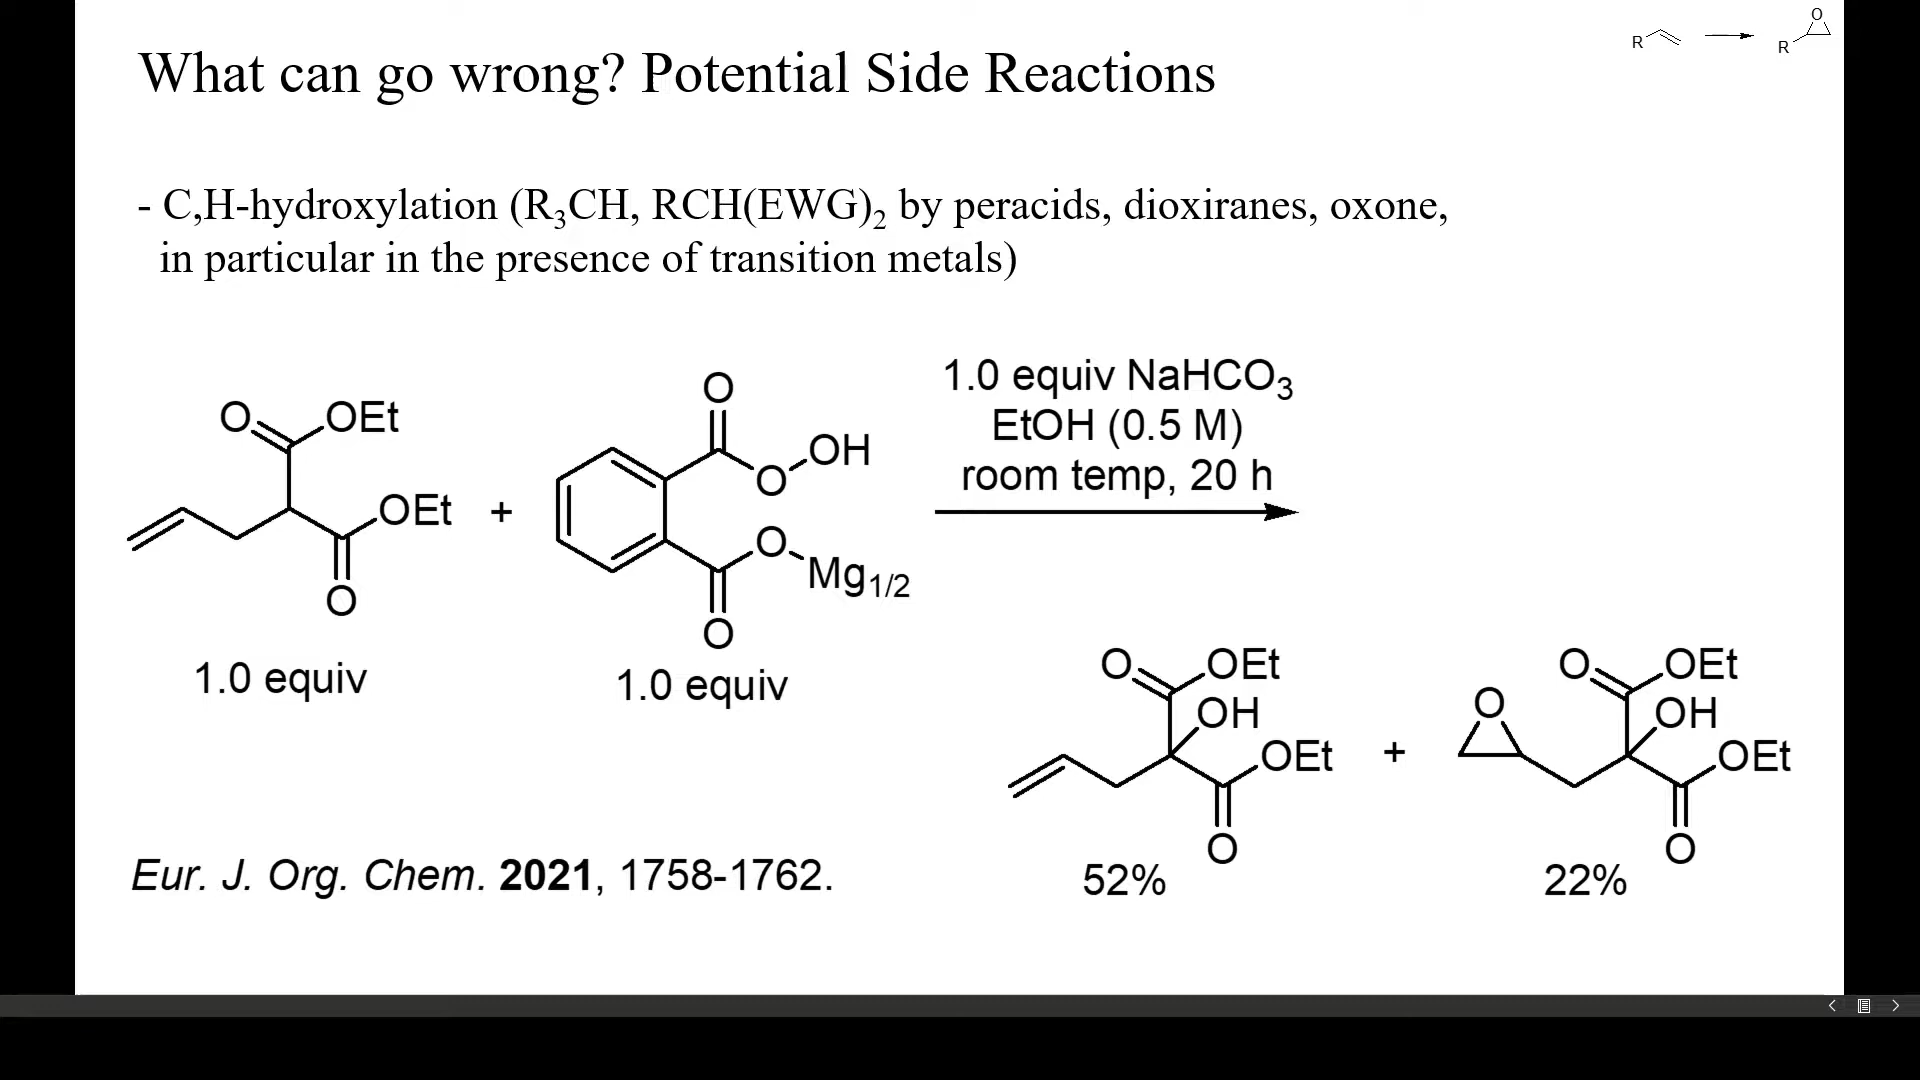 What can go wrong? Potential Side Reactions
R
R
O
- C,H-hydroxylation (R₃CH, RCH(EWG)₂ by peracids, dioxiranes, oxone,
in particular in the presence of transition metals)
O OEt
OEt
O
1.0 equiv
+
O
OH
O
O
Mg1/2
O
1.0 equiv
1.0 equiv NaHCO₃
EtOH (0.5 M)
room temp, 20 h
O OEt
OH
OEt
O
52%
+
O OEt
O
OH
OEt
O
22%
Eur. J. Org. Chem. 2021, 1758-1762.